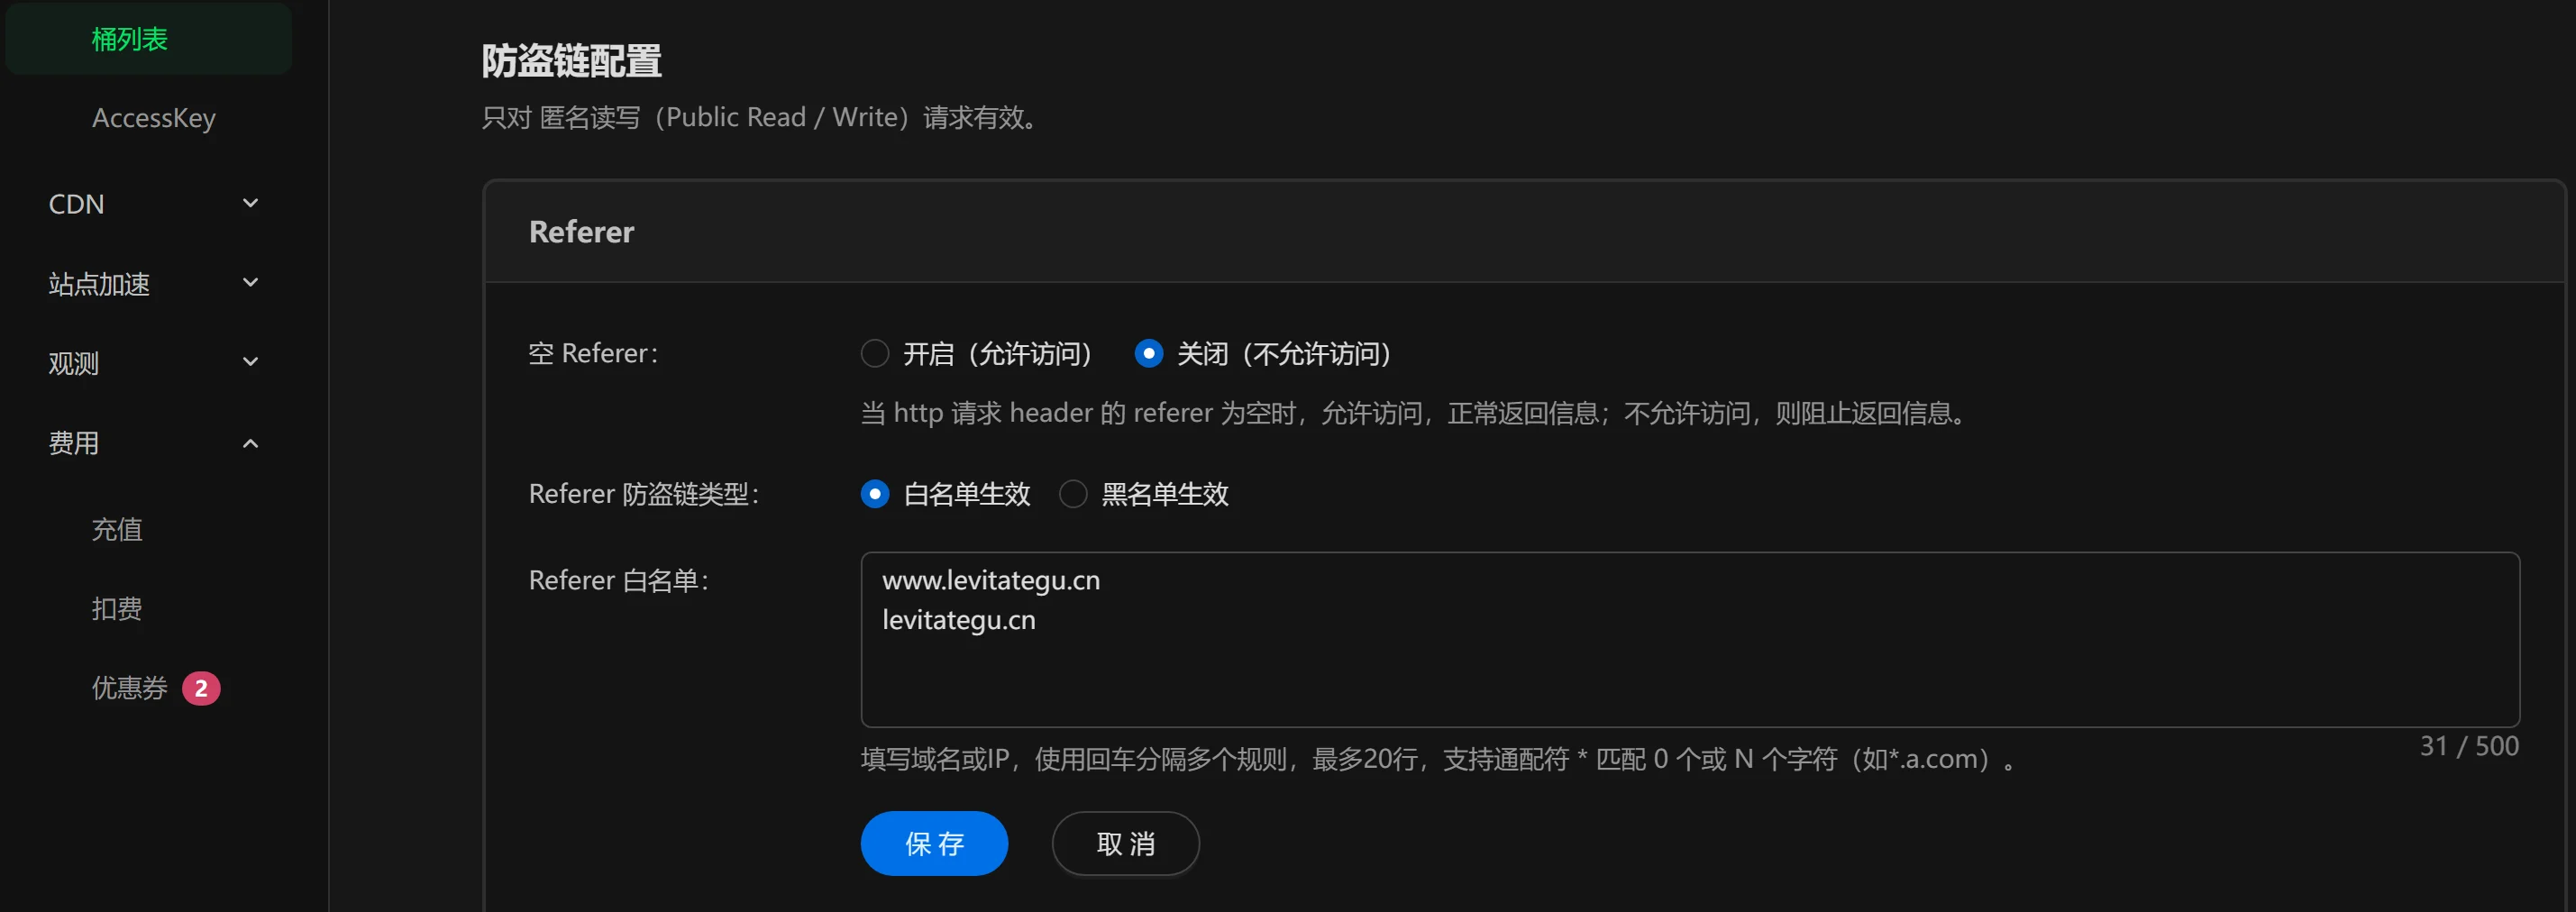 桶列表
AccessKey
CDN
站点加速
观测
费用
充值
扣费
优惠券 2
防盗链配置
只对 匿名读写（Public Read / Write）请求有效。
Referer
空 Referer：
开启（允许访问） 关闭（不允许访问）
当 http 请求 header 的 referer 为空时，允许访问，正常返回信息；不允许访问，则阻止返回信息。
Referer 防盗链类型： 白名单生效 黑名单生效
Referer 白名单：
www.levitategu.cn
levitategu.cn
填写域名或IP，使用回车分隔多个规则，最多20行，支持通配符 * 匹配 0 个或 N 个字符（如*.a.com）。
31 / 500
保 存 取 消